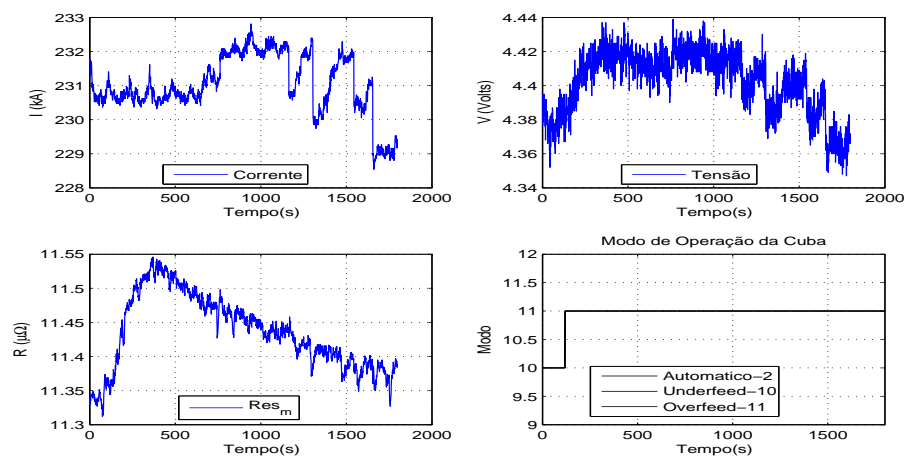 233
232
231
230
229
228
I (kA)
0 500 1000 1500 2000
Tempo(s)
Corrente
4.44
4.42
4.4
4.38
4.36
4.34
V (Volts)
0 500 1000 1500 2000
Tempo(s)
Tensão
11.55
11.5
11.45
11.4
11.35
11.3
R (μΩ)
0 500 1000 1500 2000
Tempo(s)
Res_m
Modo de Operação da Cuba
12
11.5
11
10.5
10
9.5
9
Modo
0 500 1000 1500
Tempo(s)
Automatico−2
Underfeed−10
Overfeed−11